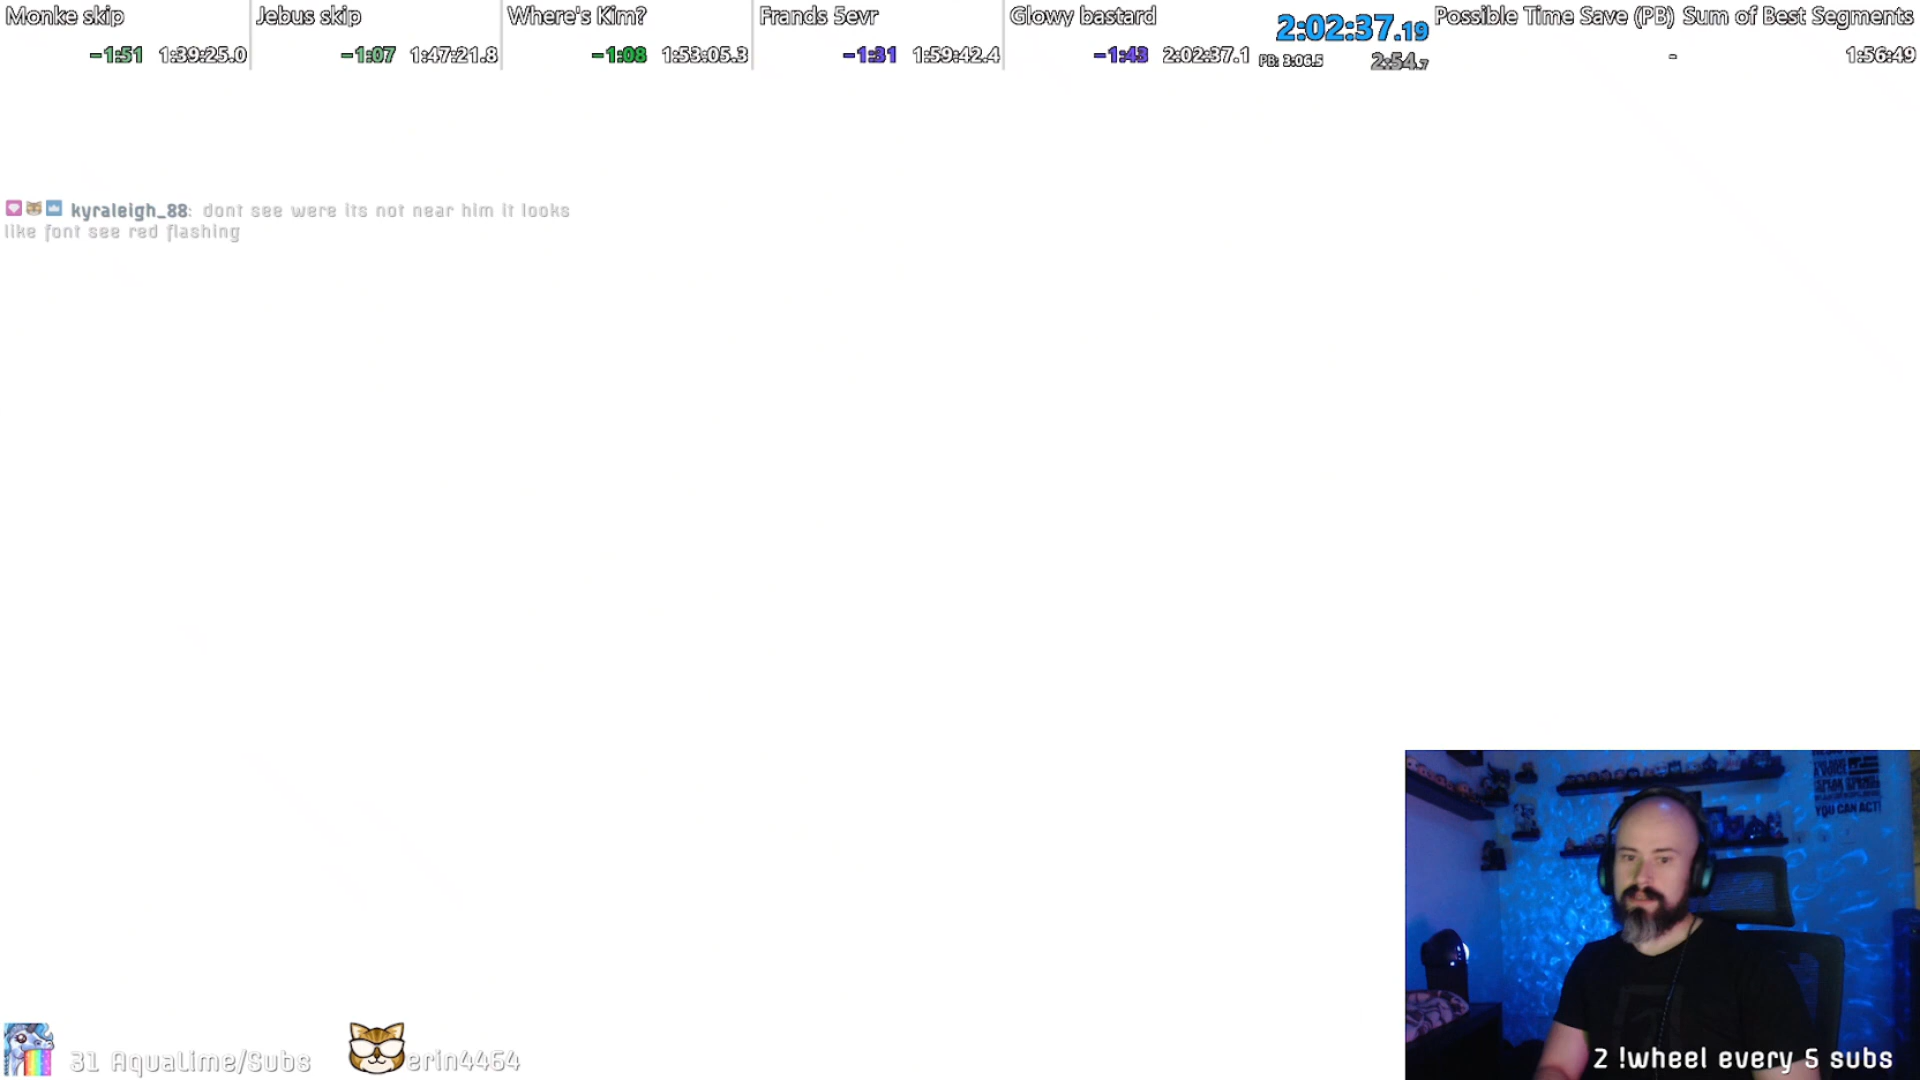 Monke skip
-1:51 1:39:25.0
Jebus skip
-1:07 1:47:21.8
Where's Kim?
-1:08 1:53:05.3
Frands 5evr
-1:31 1:59:42.4
Glowy bastard
-1:43 2:02:37.1
2:02:37.19
PB: 3:06.5 2:54.7
Possible Time Save (PB)
-
Sum of Best Segments
1:56:49
kyraleigh_88: dont see were its not near him it looks
like font see red flashing
YOU CAN ACT!
31 AquaLime/Subs
erin4464
2 !wheel every 5 subs